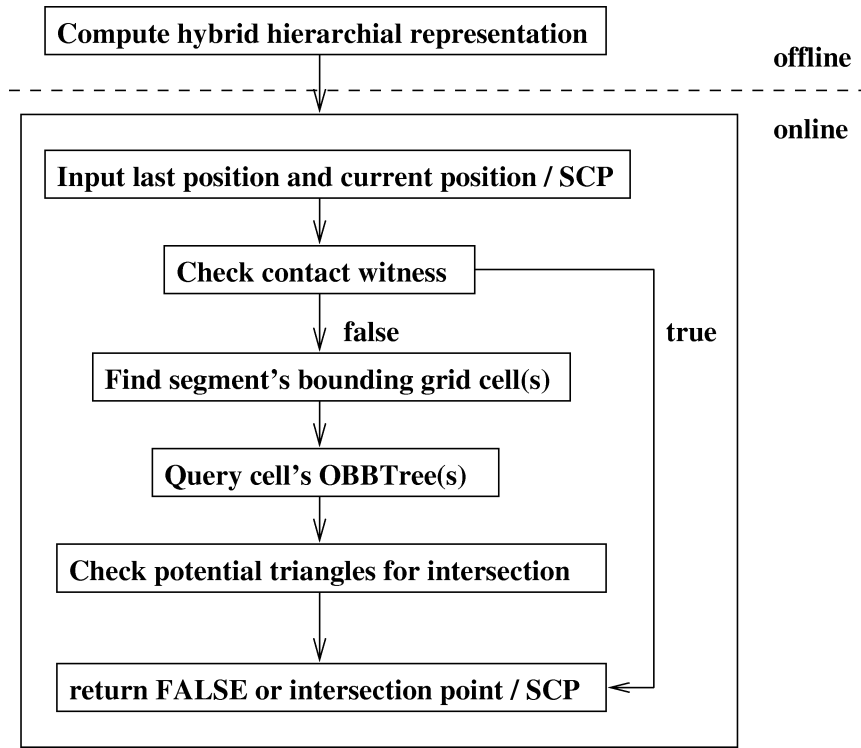 Compute hybrid hierarchial representation
offline
online
Input last position and current position / SCP
Check contact witness
false
true
Find segment's bounding grid cell(s)
Query cell's OBBTree(s)
Check potential triangles for intersection
return FALSE or intersection point / SCP